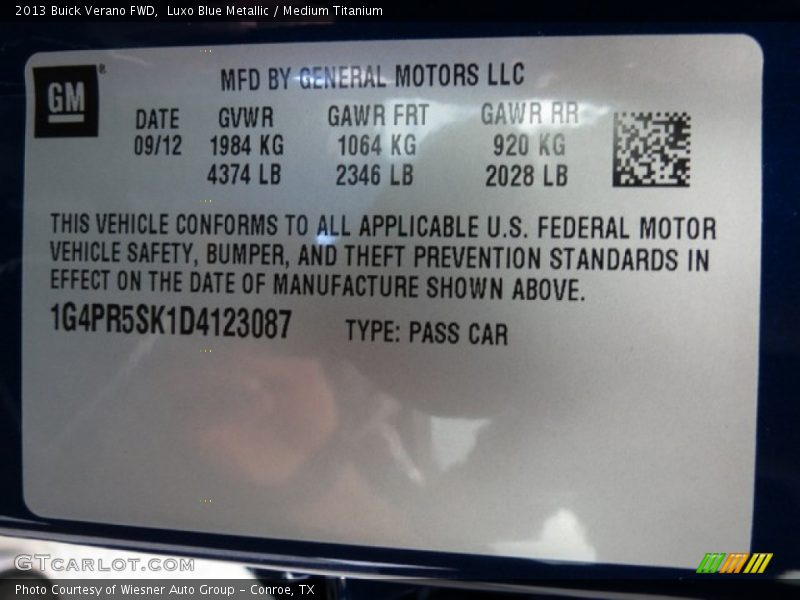 2013 Buick Verano FWD,  Luxo Blue Metallic / Medium Titanium
GM®
MFD BY GENERAL MOTORS LLC
DATE GVWR GAWR FRT GAWR RR
09/12 1984 KG 1064 KG 920 KG
4374 LB 2346 LB 2028 LB
THIS VEHICLE CONFORMS TO ALL APPLICABLE U.S. FEDERAL MOTOR
VEHICLE SAFETY, BUMPER, AND THEFT PREVENTION STANDARDS IN
EFFECT ON THE DATE OF MANUFACTURE SHOWN ABOVE.
1G4PR5SK1D4123087 TYPE: PASS CAR
GTCARLOT.COM
Photo Courtesy of Wiesner Auto Group - Conroe, TX